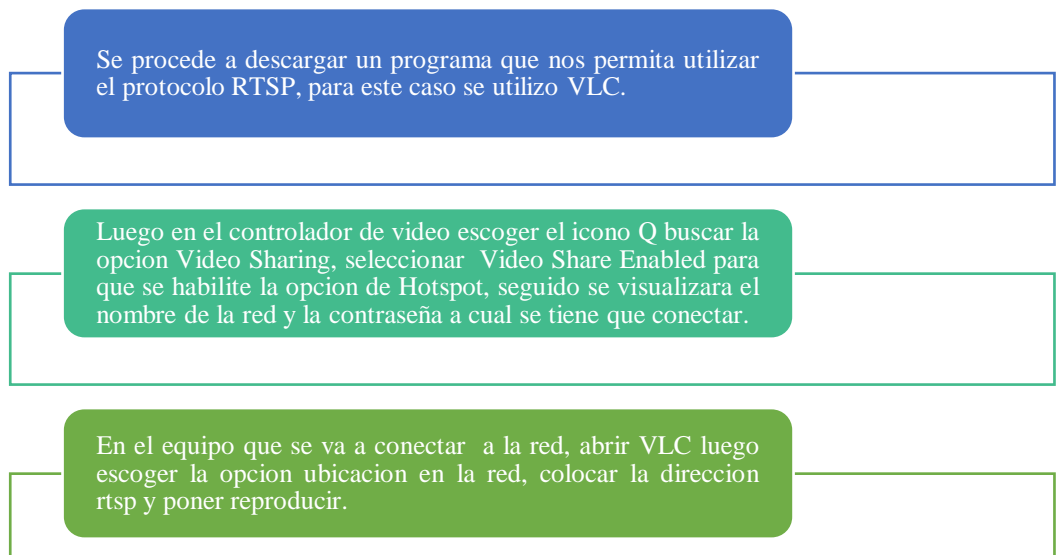 Se procede a descargar un programa que nos permita utilizar
el protocolo RTSP, para este caso se utilizo VLC.
Luego en el controlador de video escoger el icono Q buscar la
opcion Video Sharing, seleccionar Video Share Enabled para
que se habilite la opcion de Hotspot, seguido se visualizara el
nombre de la red y la contraseña a cual se tiene que conectar.
En el equipo que se va a conectar a la red, abrir VLC luego
escoger la opcion ubicacion en la red, colocar la direccion
rtsp y poner reproducir.